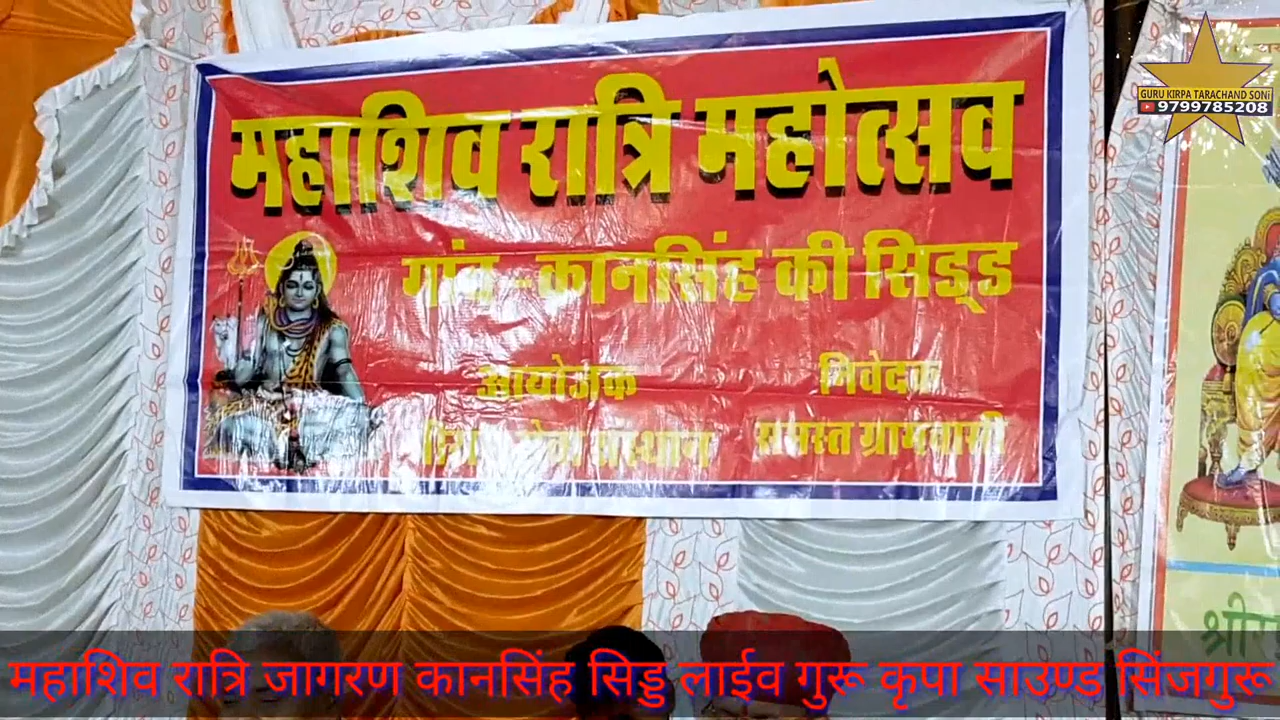 महाशिव रात्रि महोत्सव
गांव - कानसिंह की सिड्ड
आयोजक
निवेदक
सेवा संस्थान
समस्त ग्रामवासी
GURU KIRPA TARACHAND SONI
9799785208
महाशिव रात्रि जागरण कानसिंह सिड्ड लाईव गुरू कृपा साउण्ड सिंजगुरू